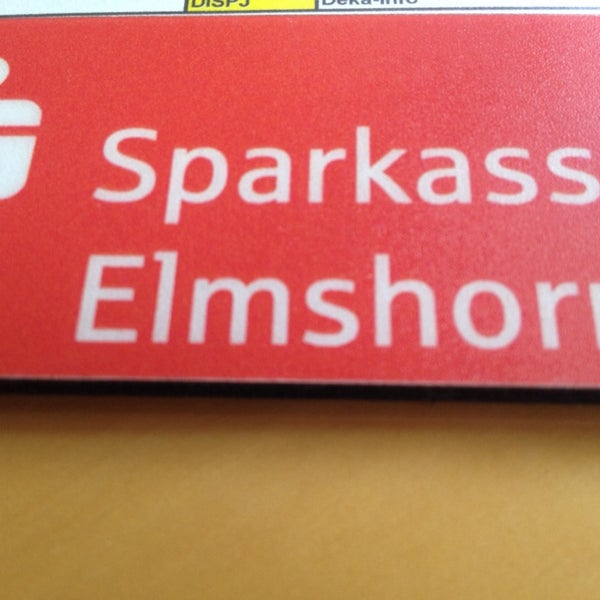 DISPJ Deka-Info
Sparkass
Elmshorn